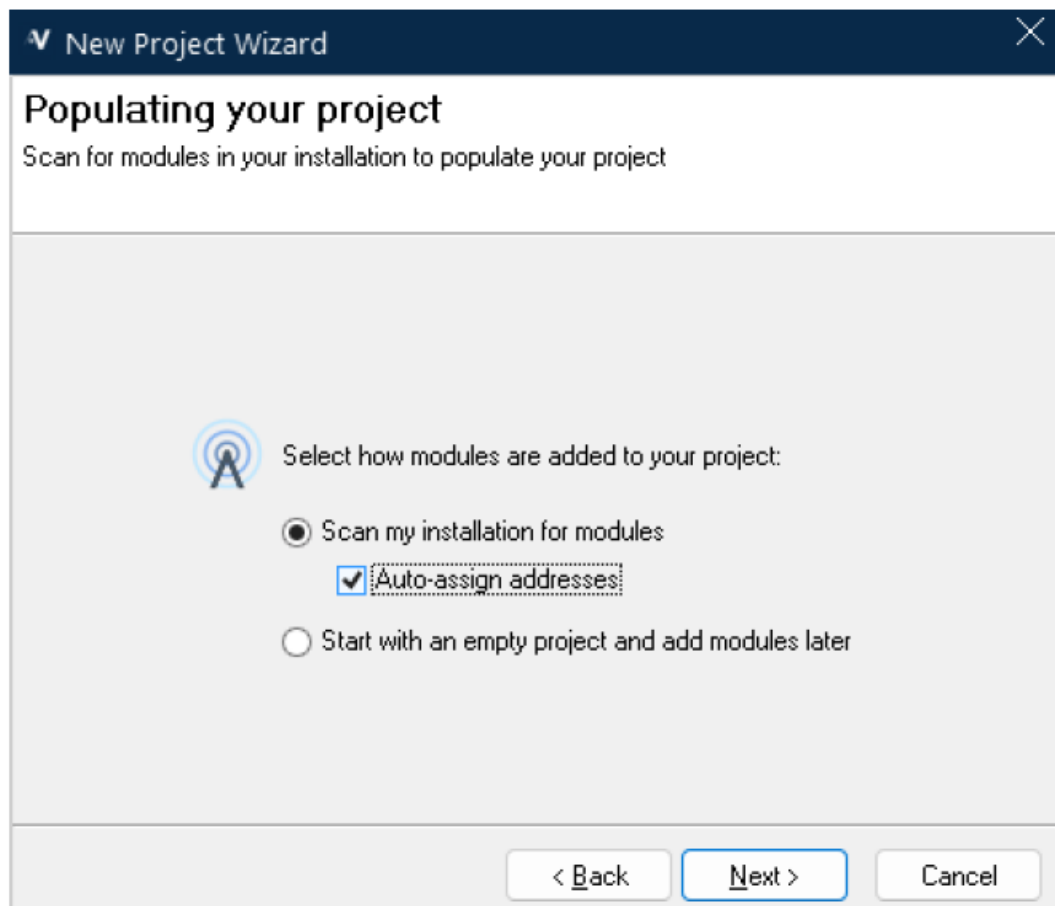 New Project Wizard
Populating your project
Scan for modules in your installation to populate your project
Select how modules are added to your project:
Scan my installation for modules
Auto-assign addresses
Start with an empty project and add modules later
< Back Next > Cancel